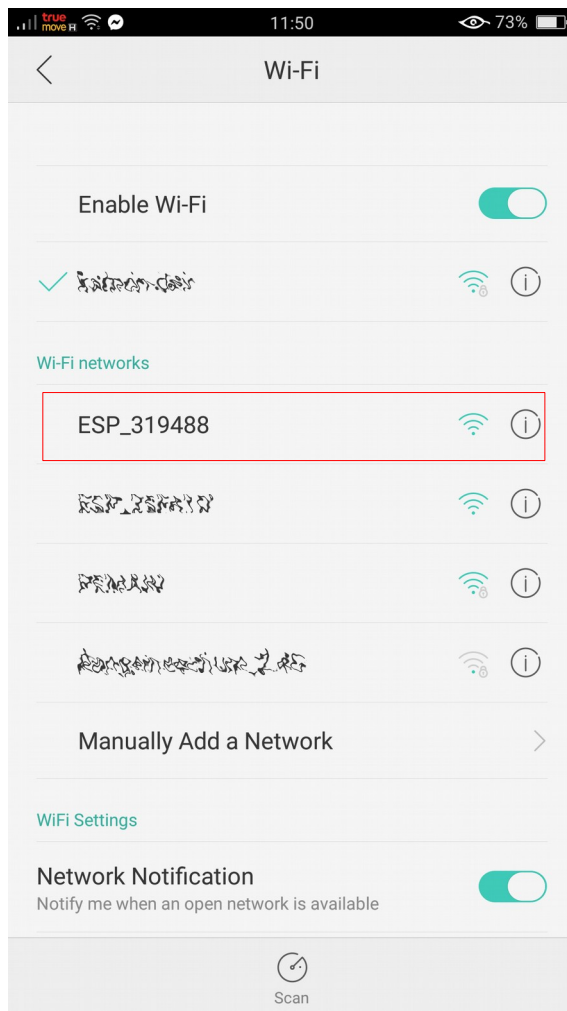 true
move H
11:50
73%
Wi-Fi
Enable Wi-Fi
Wi-Fi networks
ESP_319488
Manually Add a Network
WiFi Settings
Network Notification
Notify me when an open network is available
Scan